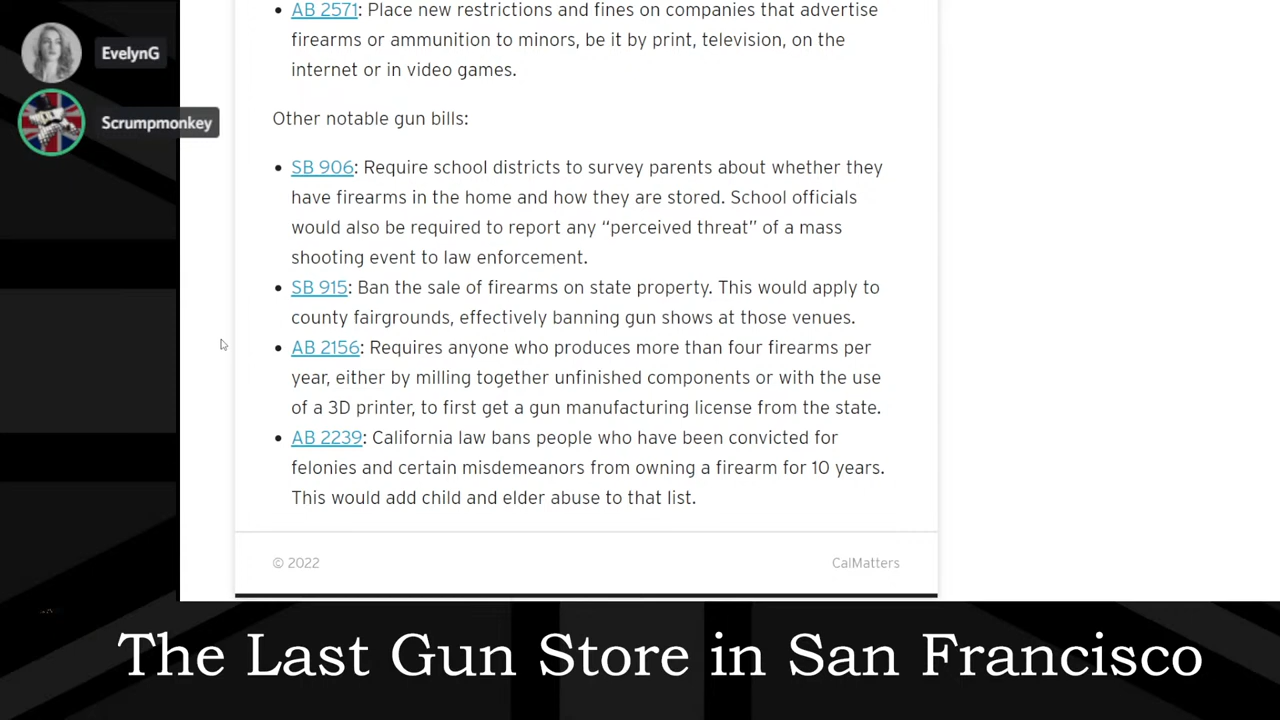 AB 2571: Place new restrictions and fines on companies that advertise
firearms or ammunition to minors, be it by print, television, on the
internet or in video games.
EvelynG
Scrumpmonkey
Other notable gun bills:
SB 906: Require school districts to survey parents about whether they
have firearms in the home and how they are stored. School officials
would also be required to report any “perceived threat” of a mass
shooting event to law enforcement.
SB 915: Ban the sale of firearms on state property. This would apply to
county fairgrounds, effectively banning gun shows at those venues.
AB 2156: Requires anyone who produces more than four firearms per
year, either by milling together unfinished components or with the use
of a 3D printer, to first get a gun manufacturing license from the state.
AB 2239: California law bans people who have been convicted for
felonies and certain misdemeanors from owning a firearm for 10 years.
This would add child and elder abuse to that list.
© 2022
CalMatters
The Last Gun Store in San Francisco